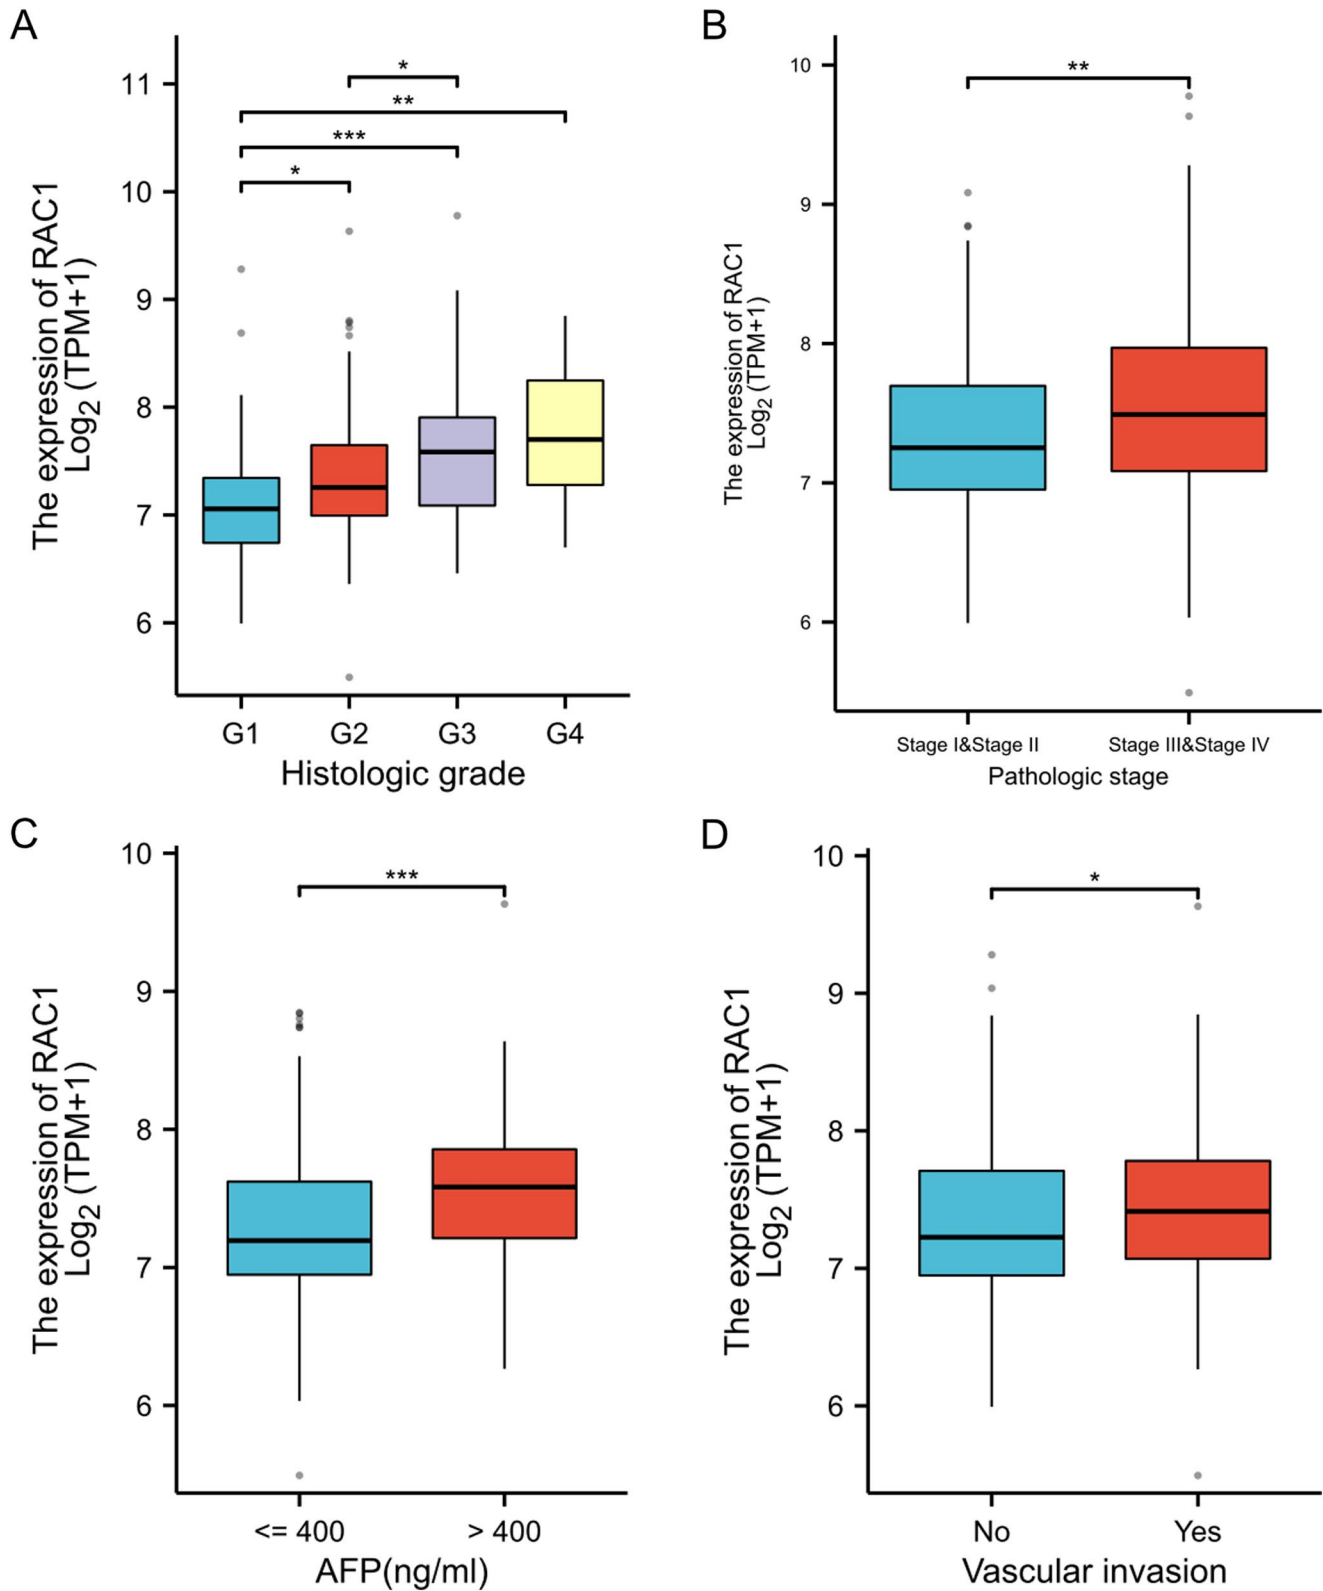 A
The expression of RAC1
Log2 (TPM+1)
11
10
9
8
7
6
*
**
***
*
G1 G2 G3 G4
Histologic grade
B
The expression of RAC1
Log2 (TPM+1)
10
9
8
7
6
**
Stage I&Stage II Stage III&Stage IV
Pathologic stage
C
The expression of RAC1
Log2 (TPM+1)
10
9
8
7
6
***
<= 400 > 400
AFP(ng/ml)
D
The expression of RAC1
Log2 (TPM+1)
10
9
8
7
6
*
No Yes
Vascular invasion